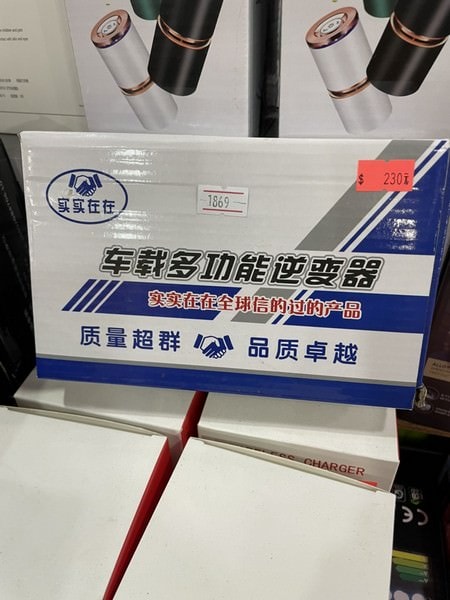 实实在在
1869
$ 230元
车载多功能逆变器
实实在在全球信的过的产品
质量超群 品质卓越
CHARGER
CE